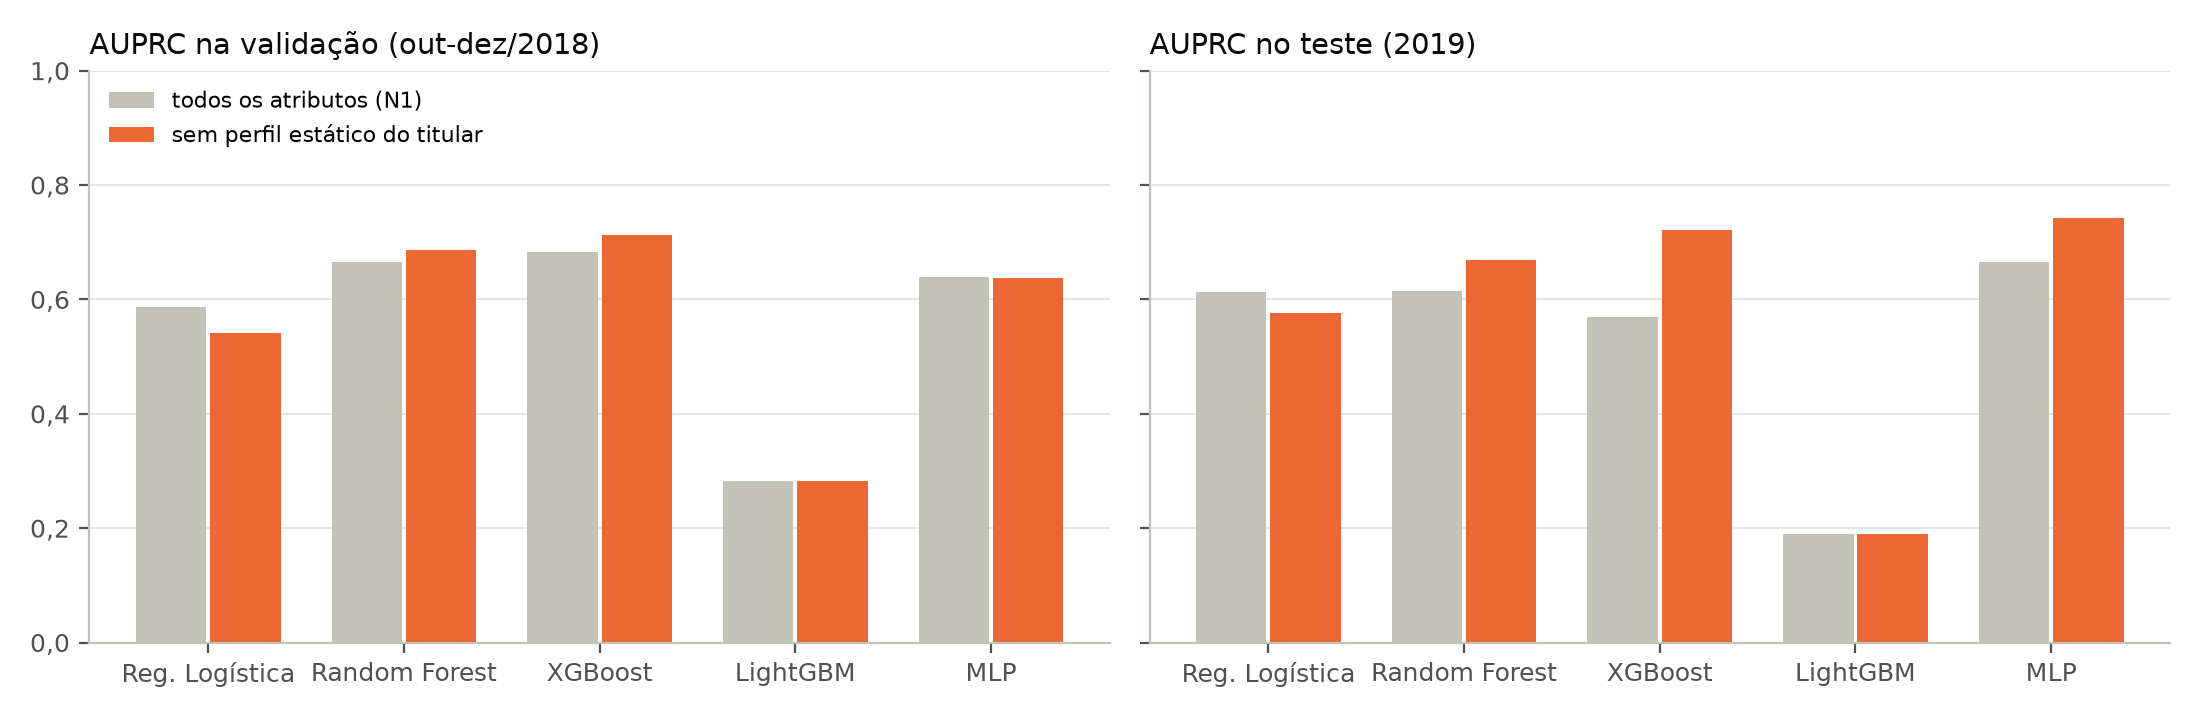 AUPRC na validação (out-dez/2018)
1,0
0,8
0,6
0,4
0,2
0,0
todos os atributos (N1)
sem perfil estático do titular
Reg. Logística
Random Forest
XGBoost
LightGBM
MLP
AUPRC no teste (2019)
Reg. Logística
Random Forest
XGBoost
LightGBM
MLP